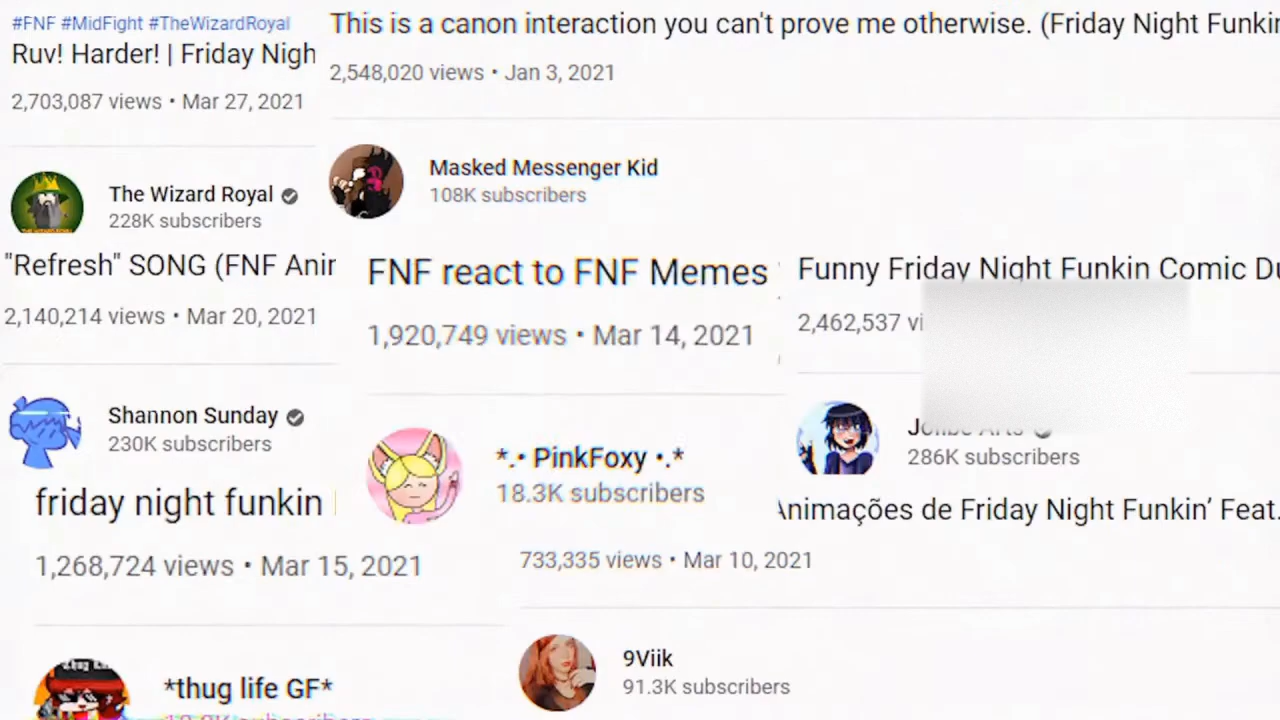 #FNF #MidFight #TheWizardRoyal
Ruv! Harder! | Friday Nigh
2,703,087 views • Mar 27, 2021
The Wizard Royal
228K subscribers
This is a canon interaction you can't prove me otherwise. (Friday Night Funkin
2,548,020 views • Jan 3, 2021
Masked Messenger Kid
108K subscribers
"Refresh" SONG (FNF Anir
2,140,214 views • Mar 20, 2021
Shannon Sunday
230K subscribers
FNF react to FNF Memes
1,920,749 views • Mar 14, 2021
*.• PinkFoxy •.*
18.3K subscribers
Funny Friday Night Funkin Comic Du
2,462,537 vi
286K subscribers
friday night funkin
1,268,724 views • Mar 15, 2021
*thug life GF*
Animações de Friday Night Funkin’ Feat.
733,335 views • Mar 10, 2021
9Viik
91.3K subscribers